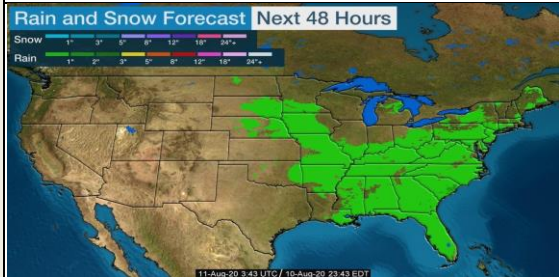 Rain and Snow Forecast Next 48 Hours
Snow
1" 3" 5" 8" 12" 18" 24"+
Rain
1" 2" 3" 5" 8" 12" 18" 24"+
11-Aug-20 3:43 UTC / 10-Aug-20 23:43 EDT